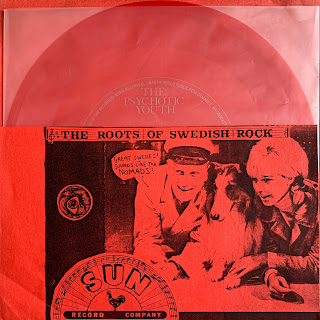 THE
PSYCHOTIC
YOUTH
THE ROOTS OF SWEDISH ROCK
GREAT SWEDES!
SOUNDS LIKE THE
NOMADS!
SUN
RECORD COMPANY